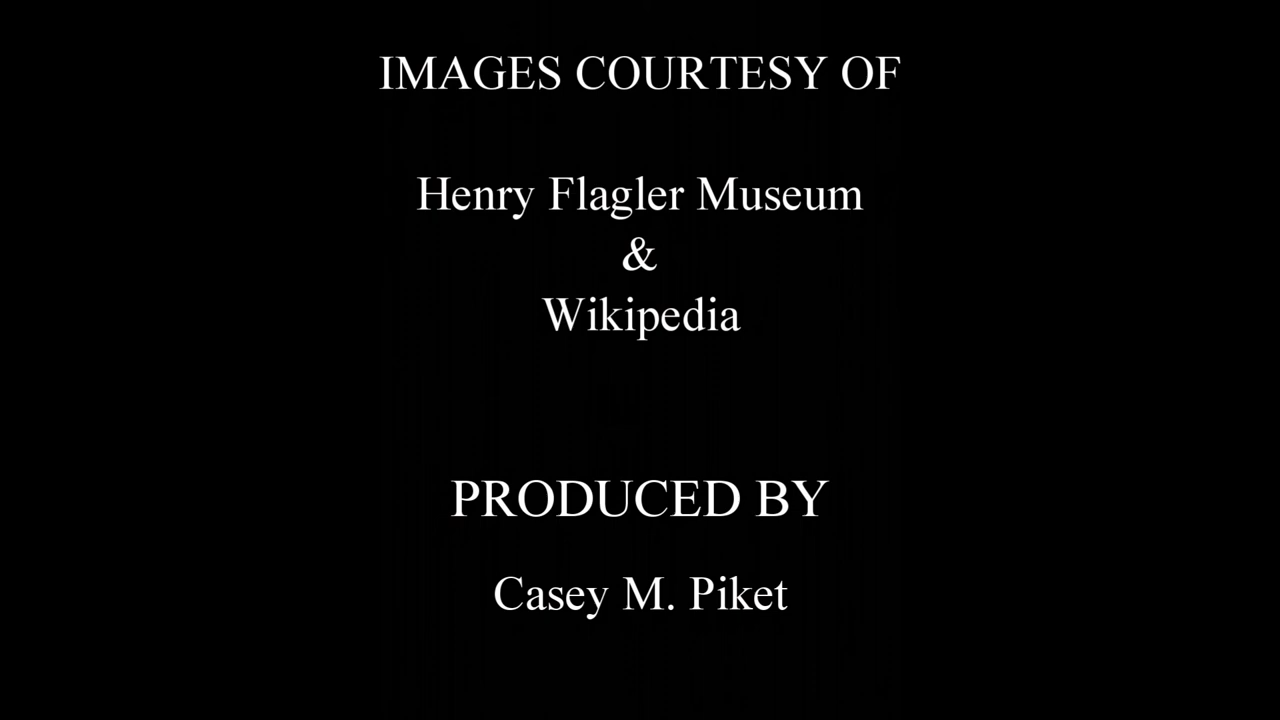 IMAGES COURTESY OF
Henry Flagler Museum
&
Wikipedia
PRODUCED BY
Casey M. Piket